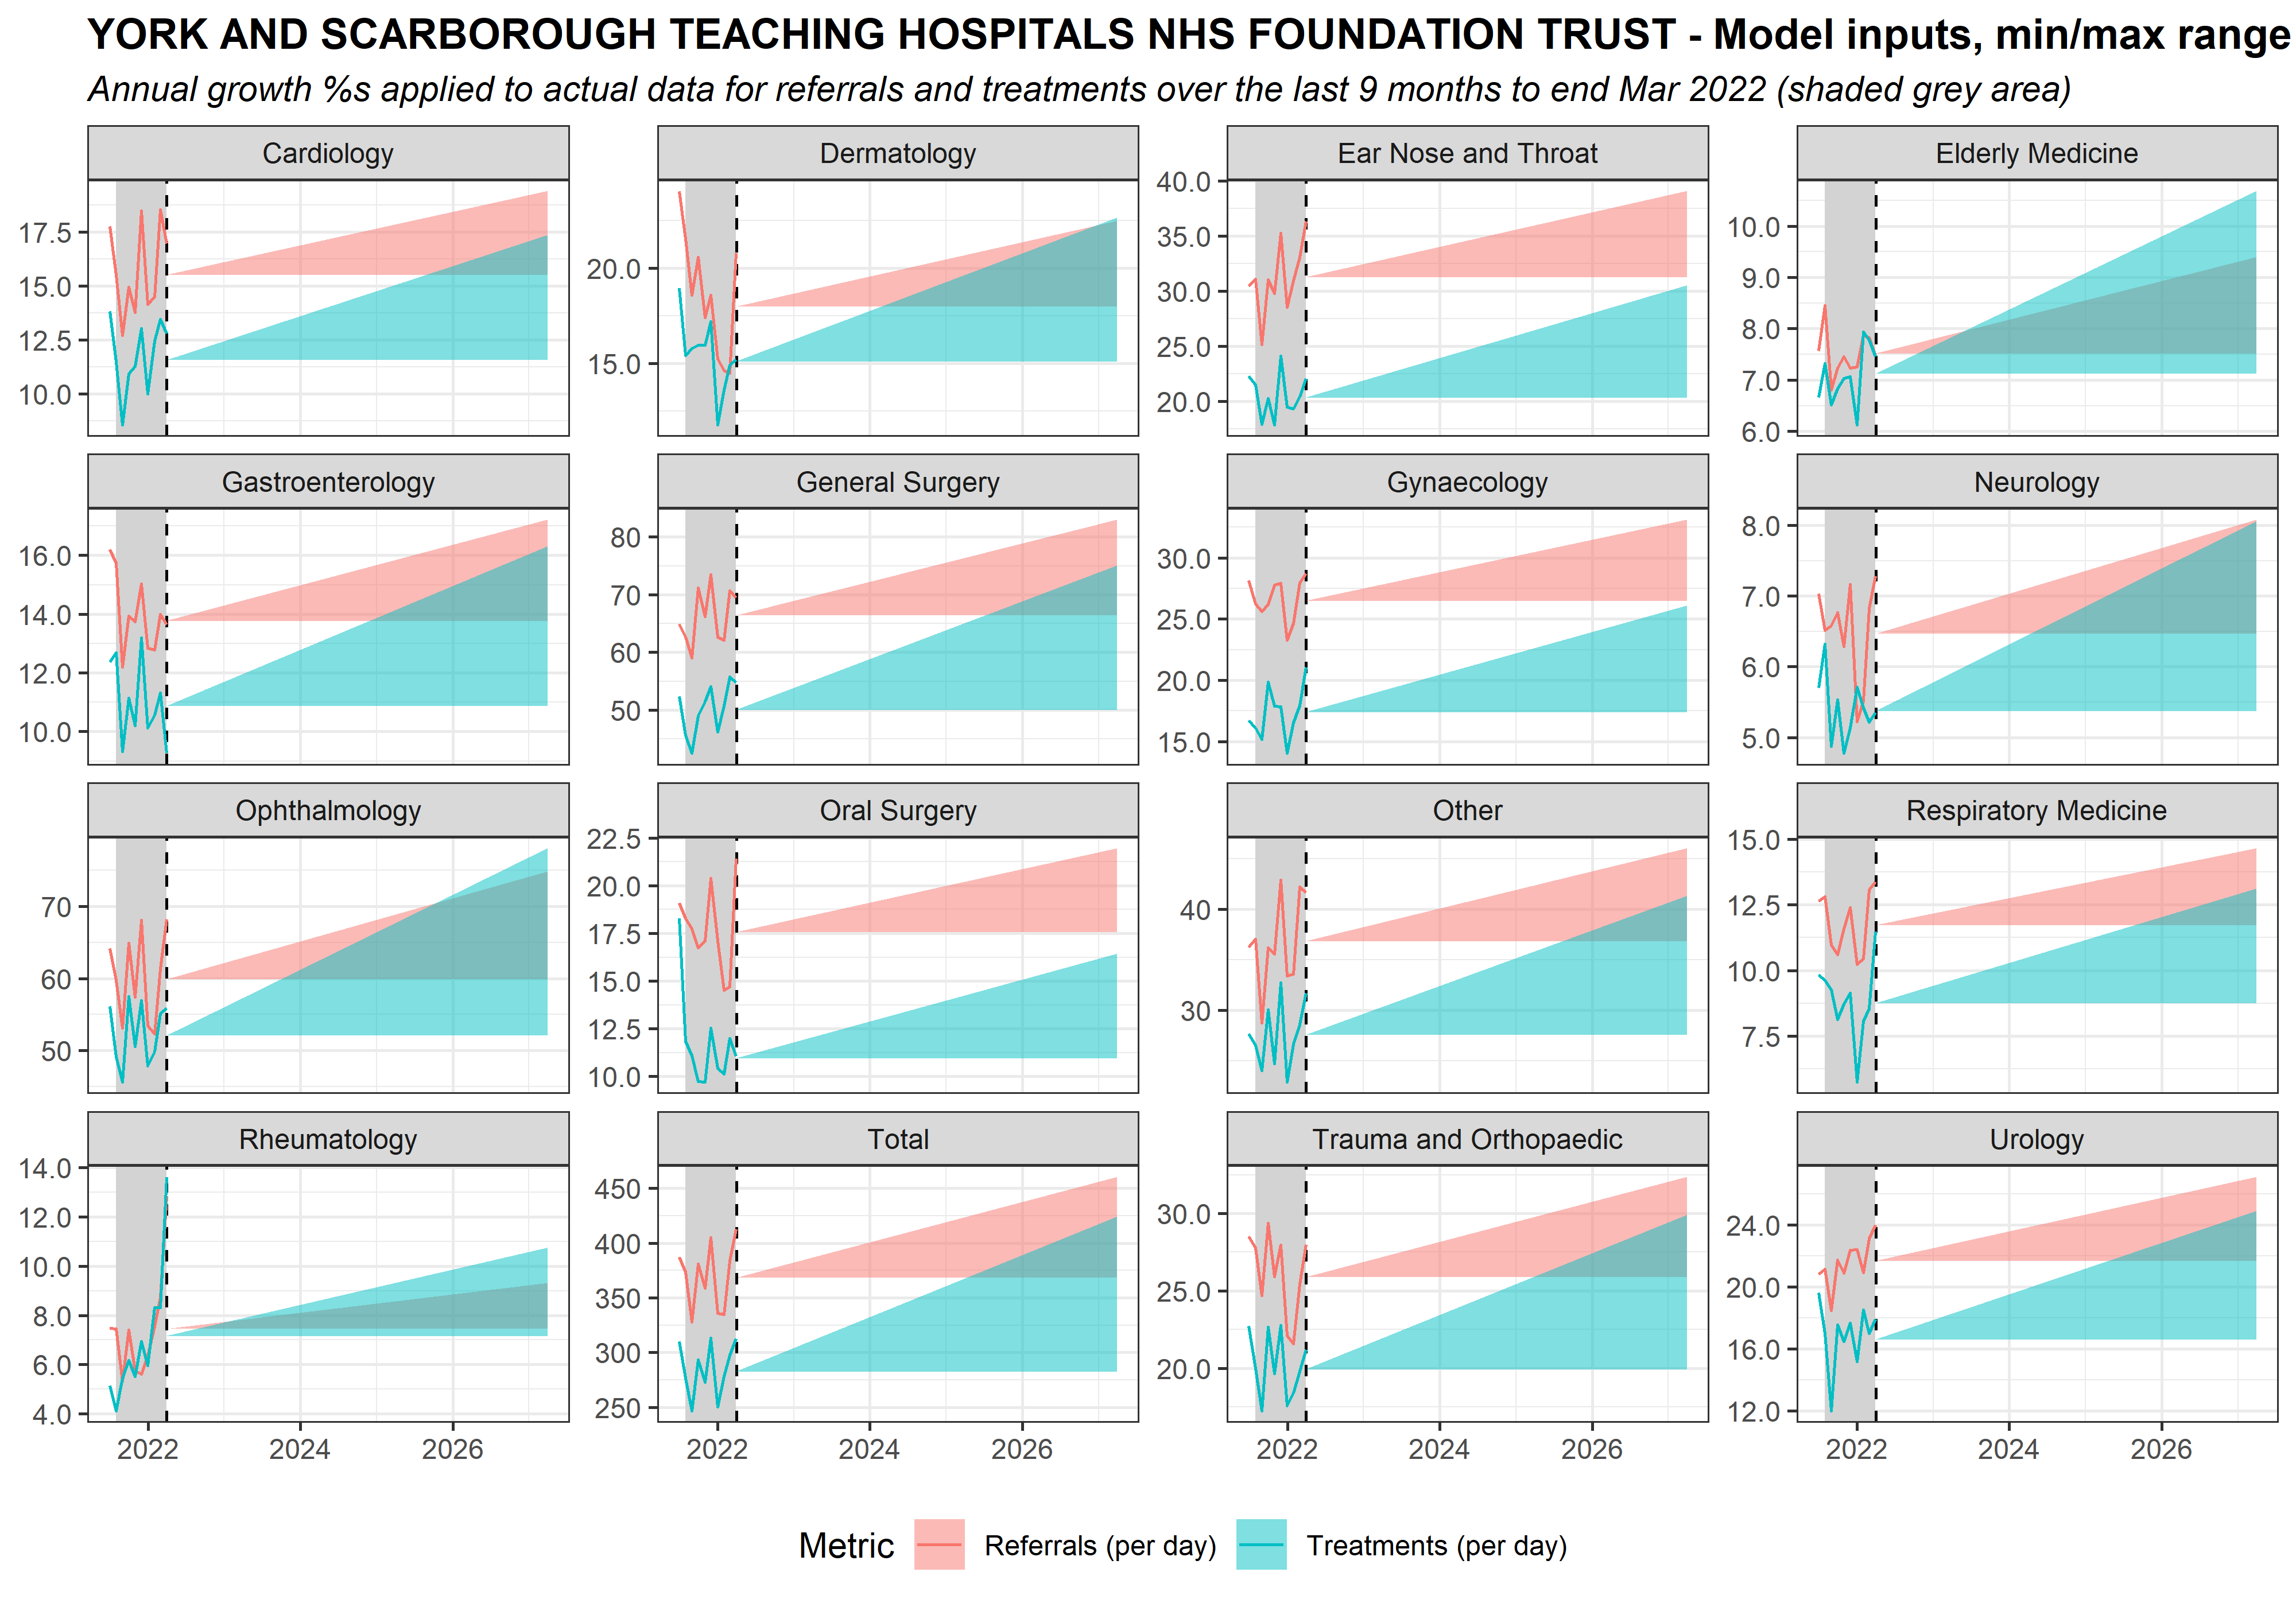 YORK AND SCARBOROUGH TEACHING HOSPITALS NHS FOUNDATION TRUST - Model inputs, min/max range
Annual growth %s applied to actual data for referrals and treatments over the last 9 months to end Mar 2022 (shaded grey area)
Cardiology
17.5
15.0
12.5
10.0
Dermatology
20.0
15.0
Ear Nose and Throat
40.0
35.0
30.0
25.0
20.0
Elderly Medicine
10.0
9.0
8.0
7.0
6.0
Gastroenterology
16.0
14.0
12.0
10.0
General Surgery
80
70
60
50
Gynaecology
30.0
25.0
20.0
15.0
Neurology
8.0
7.0
6.0
5.0
Ophthalmology
70
60
50
Oral Surgery
22.5
20.0
17.5
15.0
12.5
10.0
Other
40
30
Respiratory Medicine
15.0
12.5
10.0
7.5
Rheumatology
14.0
12.0
10.0
8.0
6.0
4.0
2022 2024 2026
Total
450
400
350
300
250
2022 2024 2026
Trauma and Orthopaedic
30.0
25.0
20.0
2022 2024 2026
Urology
24.0
20.0
16.0
12.0
2022 2024 2026
Metric Referrals (per day) Treatments (per day)